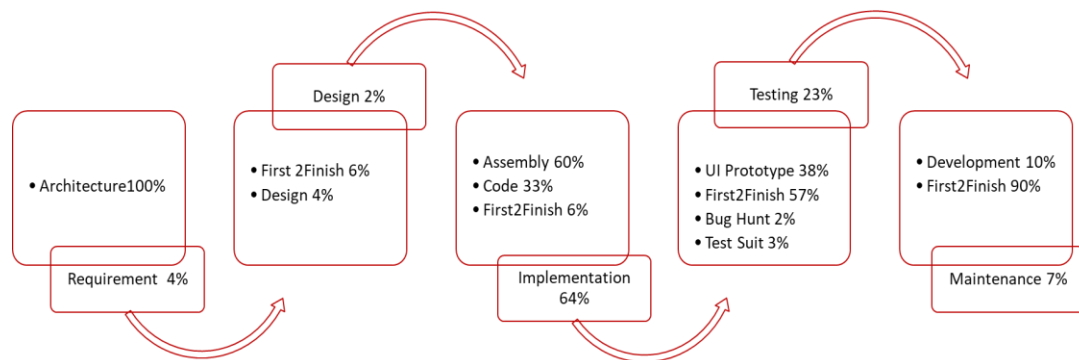 • Architecture100%
Requirement 4%
Design 2%
• First 2Finish 6%
• Design 4%
• Assembly 60%
• Code 33%
• First2Finish 6%
Implementation
64%
Testing 23%
• UI Prototype 38%
• First2Finish 57%
• Bug Hunt 2%
• Test Suit 3%
• Development 10%
• First2Finish 90%
Maintenance 7%